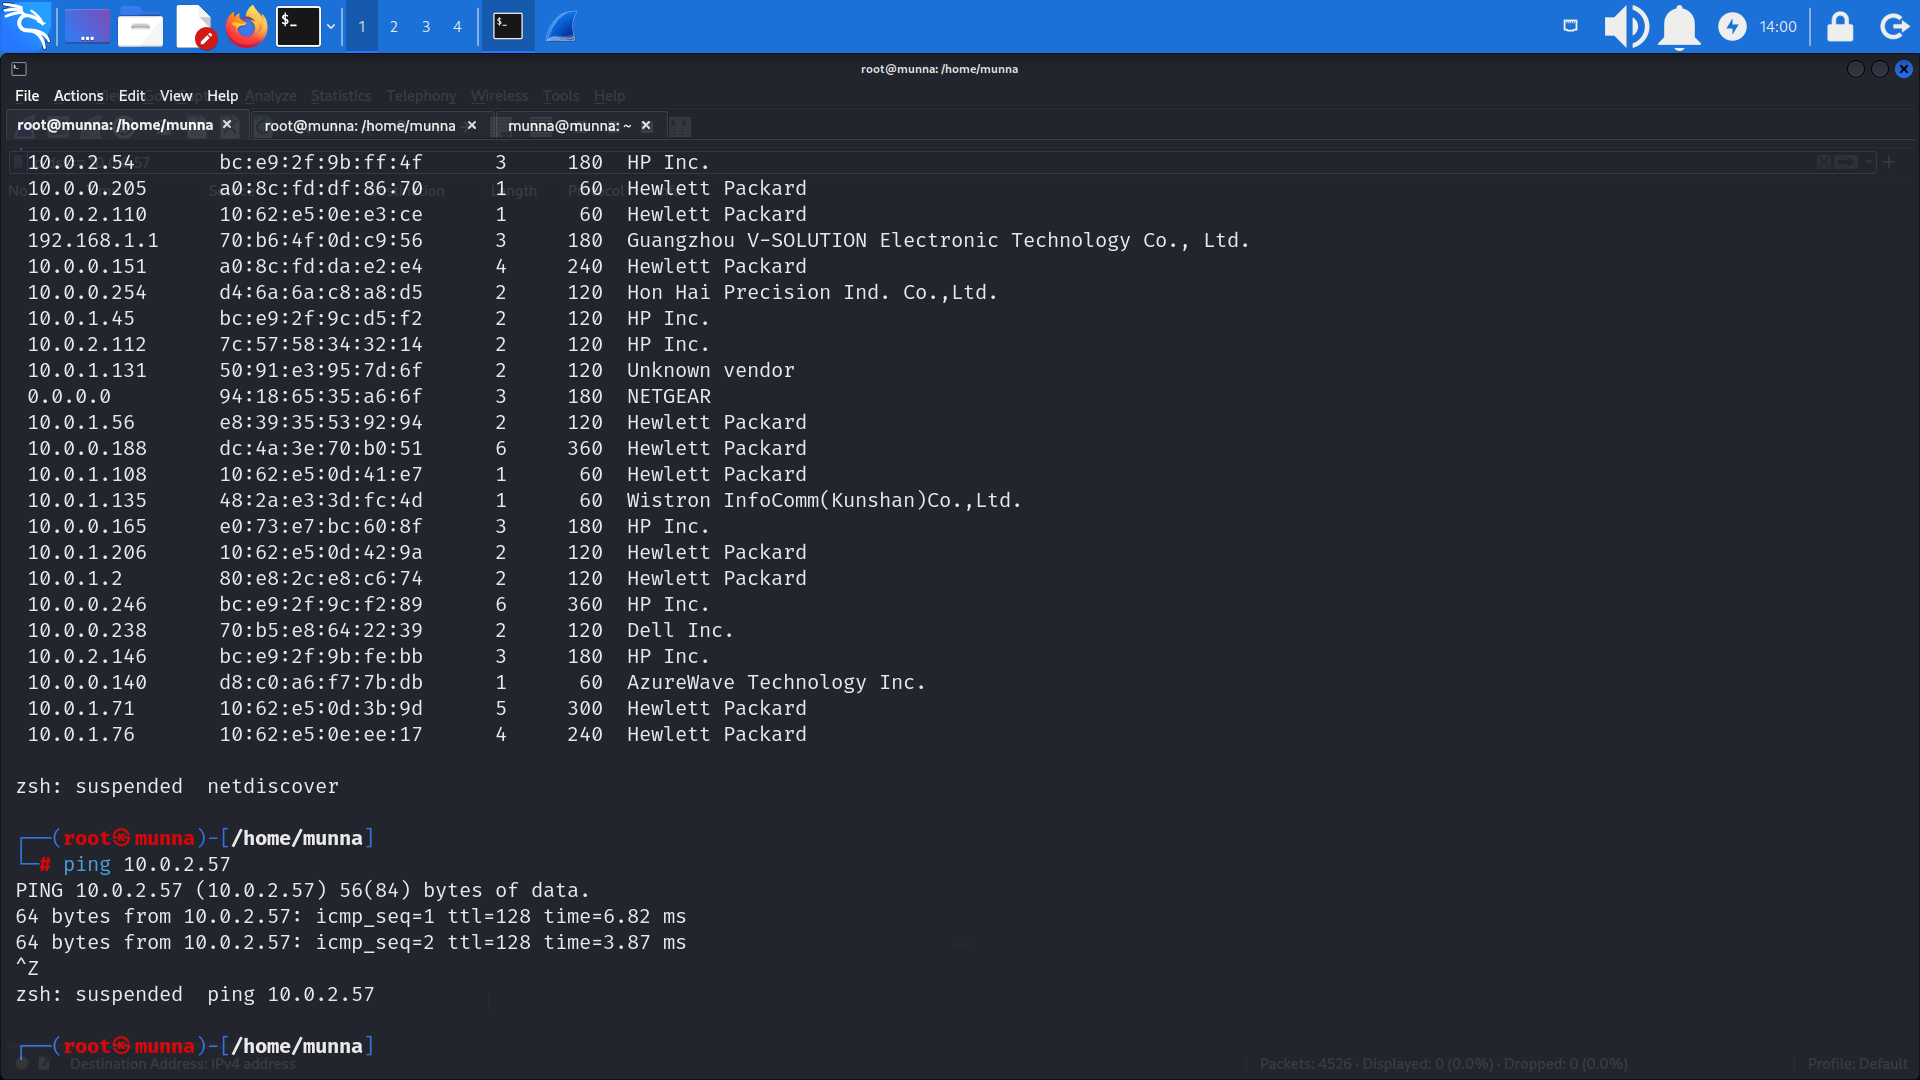 1 2 3 4 14:00
root@munna: /home/munna
File Actions Edit View Help Analyze Statistics Telephony Wireless Tools Help
root@munna: /home/munna root@munna: /home/munna munna@munna: ~
10.0.2.54 bc:e9:2f:9b:ff:4f 3 180 HP Inc.
10.0.0.205 a0:8c:fd:df:86:70 1 60 Hewlett Packard
10.0.2.110 10:62:e5:0e:e3:ce 1 60 Hewlett Packard
192.168.1.1 70:b6:4f:0d:c9:56 3 180 Guangzhou V-SOLUTION Electronic Technology Co., Ltd.
10.0.0.151 a0:8c:fd:da:e2:e4 4 240 Hewlett Packard
10.0.0.254 d4:6a:6a:c8:a8:d5 2 120 Hon Hai Precision Ind. Co.,Ltd.
10.0.1.45 bc:e9:2f:9c:d5:f2 2 120 HP Inc.
10.0.2.112 7c:57:58:34:32:14 2 120 HP Inc.
10.0.1.131 50:91:e3:95:7d:6f 2 120 Unknown vendor
0.0.0.0 94:18:65:35:a6:6f 3 180 NETGEAR
10.0.1.56 e8:39:35:53:92:94 2 120 Hewlett Packard
10.0.0.188 dc:4a:3e:70:b0:51 6 360 Hewlett Packard
10.0.1.108 10:62:e5:0d:41:e7 1 60 Hewlett Packard
10.0.1.135 48:2a:e3:3d:fc:4d 1 60 Wistron InfoComm(Kunshan)Co.,Ltd.
10.0.0.165 e0:73:e7:bc:60:8f 3 180 HP Inc.
10.0.1.206 10:62:e5:0d:42:9a 2 120 Hewlett Packard
10.0.1.2 80:e8:2c:e8:c6:74 2 120 Hewlett Packard
10.0.0.246 bc:e9:2f:9c:f2:89 6 360 HP Inc.
10.0.0.238 70:b5:e8:64:22:39 2 120 Dell Inc.
10.0.2.146 bc:e9:2f:9b:fe:bb 3 180 HP Inc.
10.0.0.140 d8:c0:a6:f7:7b:db 1 60 AzureWave Technology Inc.
10.0.1.71 10:62:e5:0d:3b:9d 5 300 Hewlett Packard
10.0.1.76 10:62:e5:0e:ee:17 4 240 Hewlett Packard
zsh: suspended netdiscover
┌──(root㉿munna)-[/home/munna]
└─# ping 10.0.2.57
PING 10.0.2.57 (10.0.2.57) 56(84) bytes of data.
64 bytes from 10.0.2.57: icmp_seq=1 ttl=128 time=6.82 ms
64 bytes from 10.0.2.57: icmp_seq=2 ttl=128 time=3.87 ms
^Z
zsh: suspended ping 10.0.2.57
┌──(root㉿munna)-[/home/munna]
Destination Address: IPv4 address Packets: 4526 · Displayed: 0 (0.0%) · Dropped: 0 (0.0%) Profile: Default